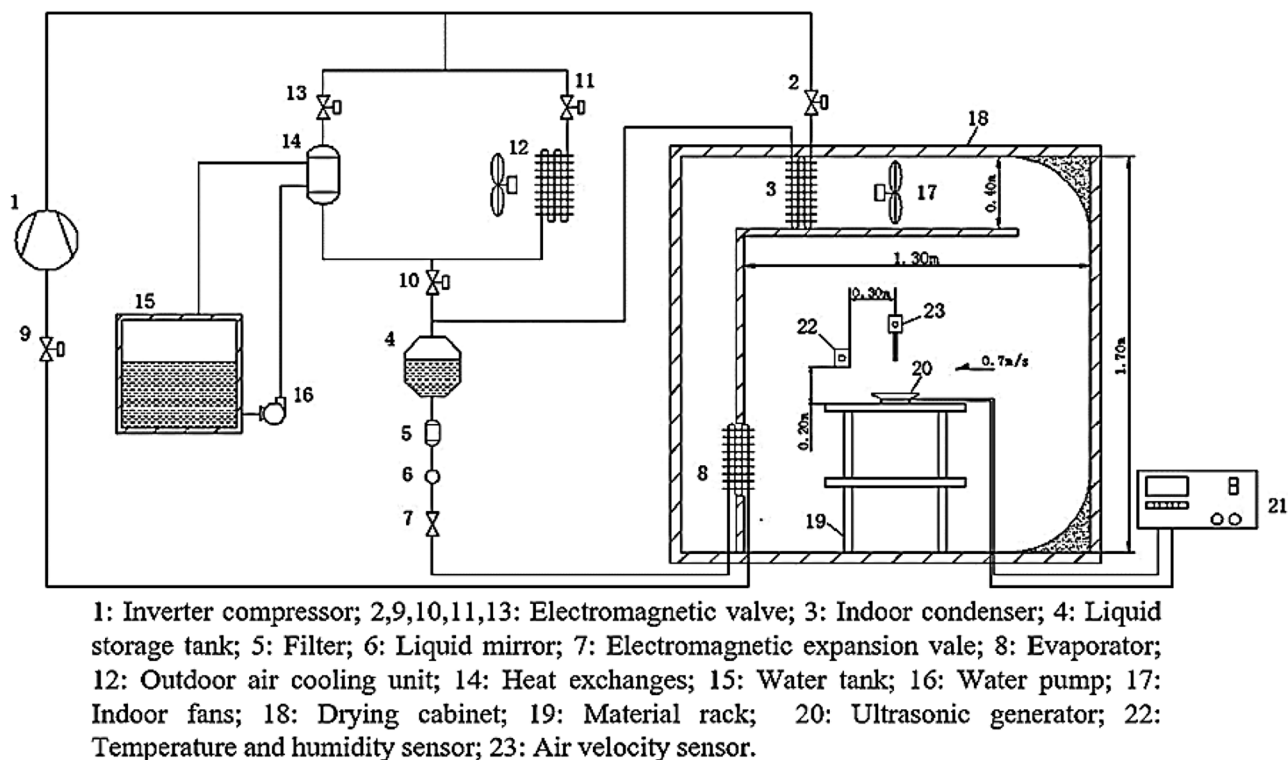 11
2
13
18
14
12
3
17
0.40m
1
1.30m
10
0.30m
15
4
22
23
9
0.7m/s
1.70m
20
16
5
0.20m
6
8
21
7
19
1: Inverter compressor; 2,9,10,11,13: Electromagnetic valve; 3: Indoor condenser; 4: Liquid
storage tank; 5: Filter; 6: Liquid mirror; 7: Electromagnetic expansion vale; 8: Evaporator;
12: Outdoor air cooling unit; 14: Heat exchanges; 15: Water tank; 16: Water pump; 17:
Indoor fans; 18: Drying cabinet; 19: Material rack; 20: Ultrasonic generator; 22:
Temperature and humidity sensor; 23: Air velocity sensor.